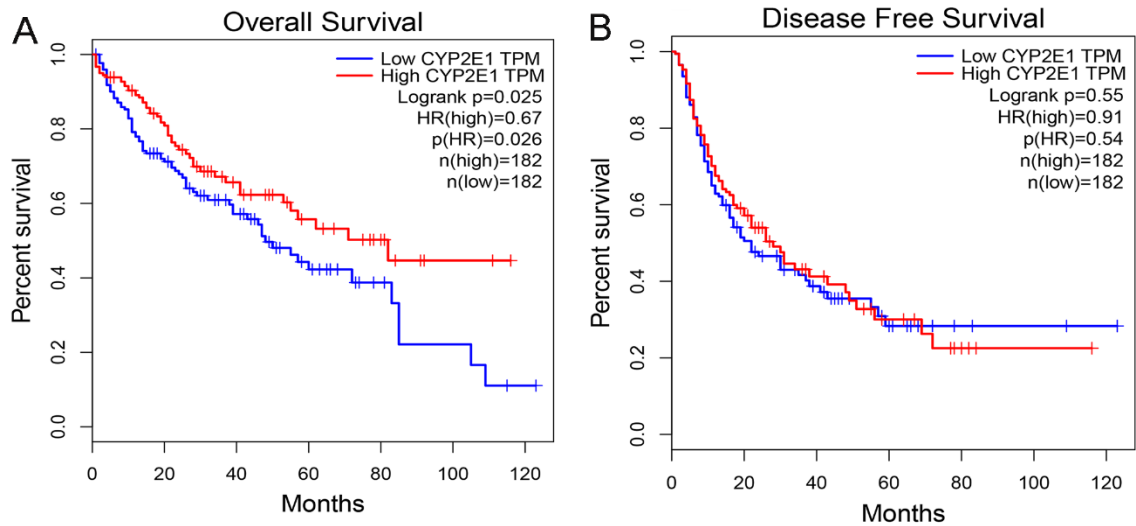 A
Overall Survival
Low CYP2E1 TPM
High CYP2E1 TPM
Logrank p=0.025
HR(high)=0.67
p(HR)=0.026
n(high)=182
n(low)=182
Percent survival
1.0
0.8
0.6
0.4
0.2
0.0
0 20 40 60 80 100 120
Months
B
Disease Free Survival
Low CYP2E1 TPM
High CYP2E1 TPM
Logrank p=0.55
HR(high)=0.91
p(HR)=0.54
n(high)=182
n(low)=182
Percent survival
1.0
0.8
0.6
0.4
0.2
0.0
0 20 40 60 80 100 120
Months